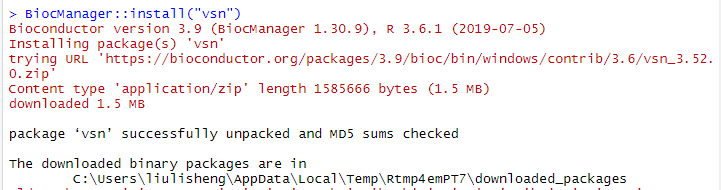 > BiocManager::install("vsn")
Bioconductor version 3.9 (BiocManager 1.30.9), R 3.6.1 (2019-07-05)
Installing package(s) 'vsn'
trying URL 'https://bioconductor.org/packages/3.9/bioc/bin/windows/contrib/3.6/vsn_3.52.
0.zip'
Content type 'application/zip' length 1585666 bytes (1.5 MB)
downloaded 1.5 MB
package ‘vsn’ successfully unpacked and MD5 sums checked
The downloaded binary packages are in
C:\Users\liulisheng\AppData\Local\Temp\Rtmp4emPT7\downloaded_packages